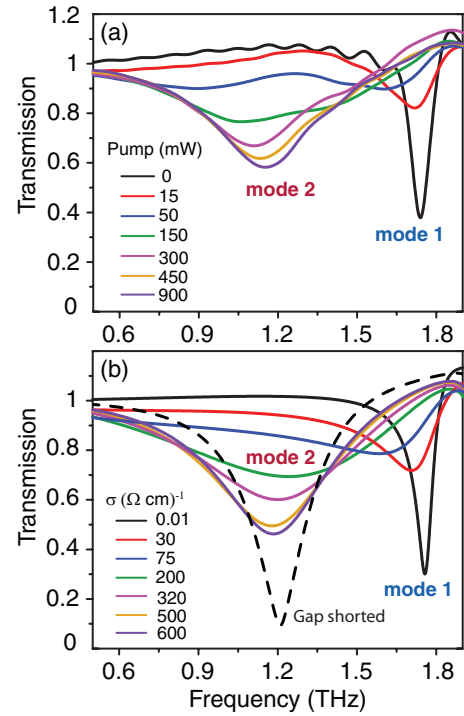 (a)
Transmission
1.2
1
0.8
0.6
0.4
0.2
0
Pump (mW)
0
15
50
150
300
450
900
mode 2
mode 1
0.6 0.9 1.2 1.5 1.8
(b)
Transmission
1
0.8
0.6
0.4
0.2
0
σ (Ω cm)⁻¹
0.01
30
75
200
320
500
600
mode 2
mode 1
Gap shorted
0.6 0.9 1.2 1.5 1.8
Frequency (THz)